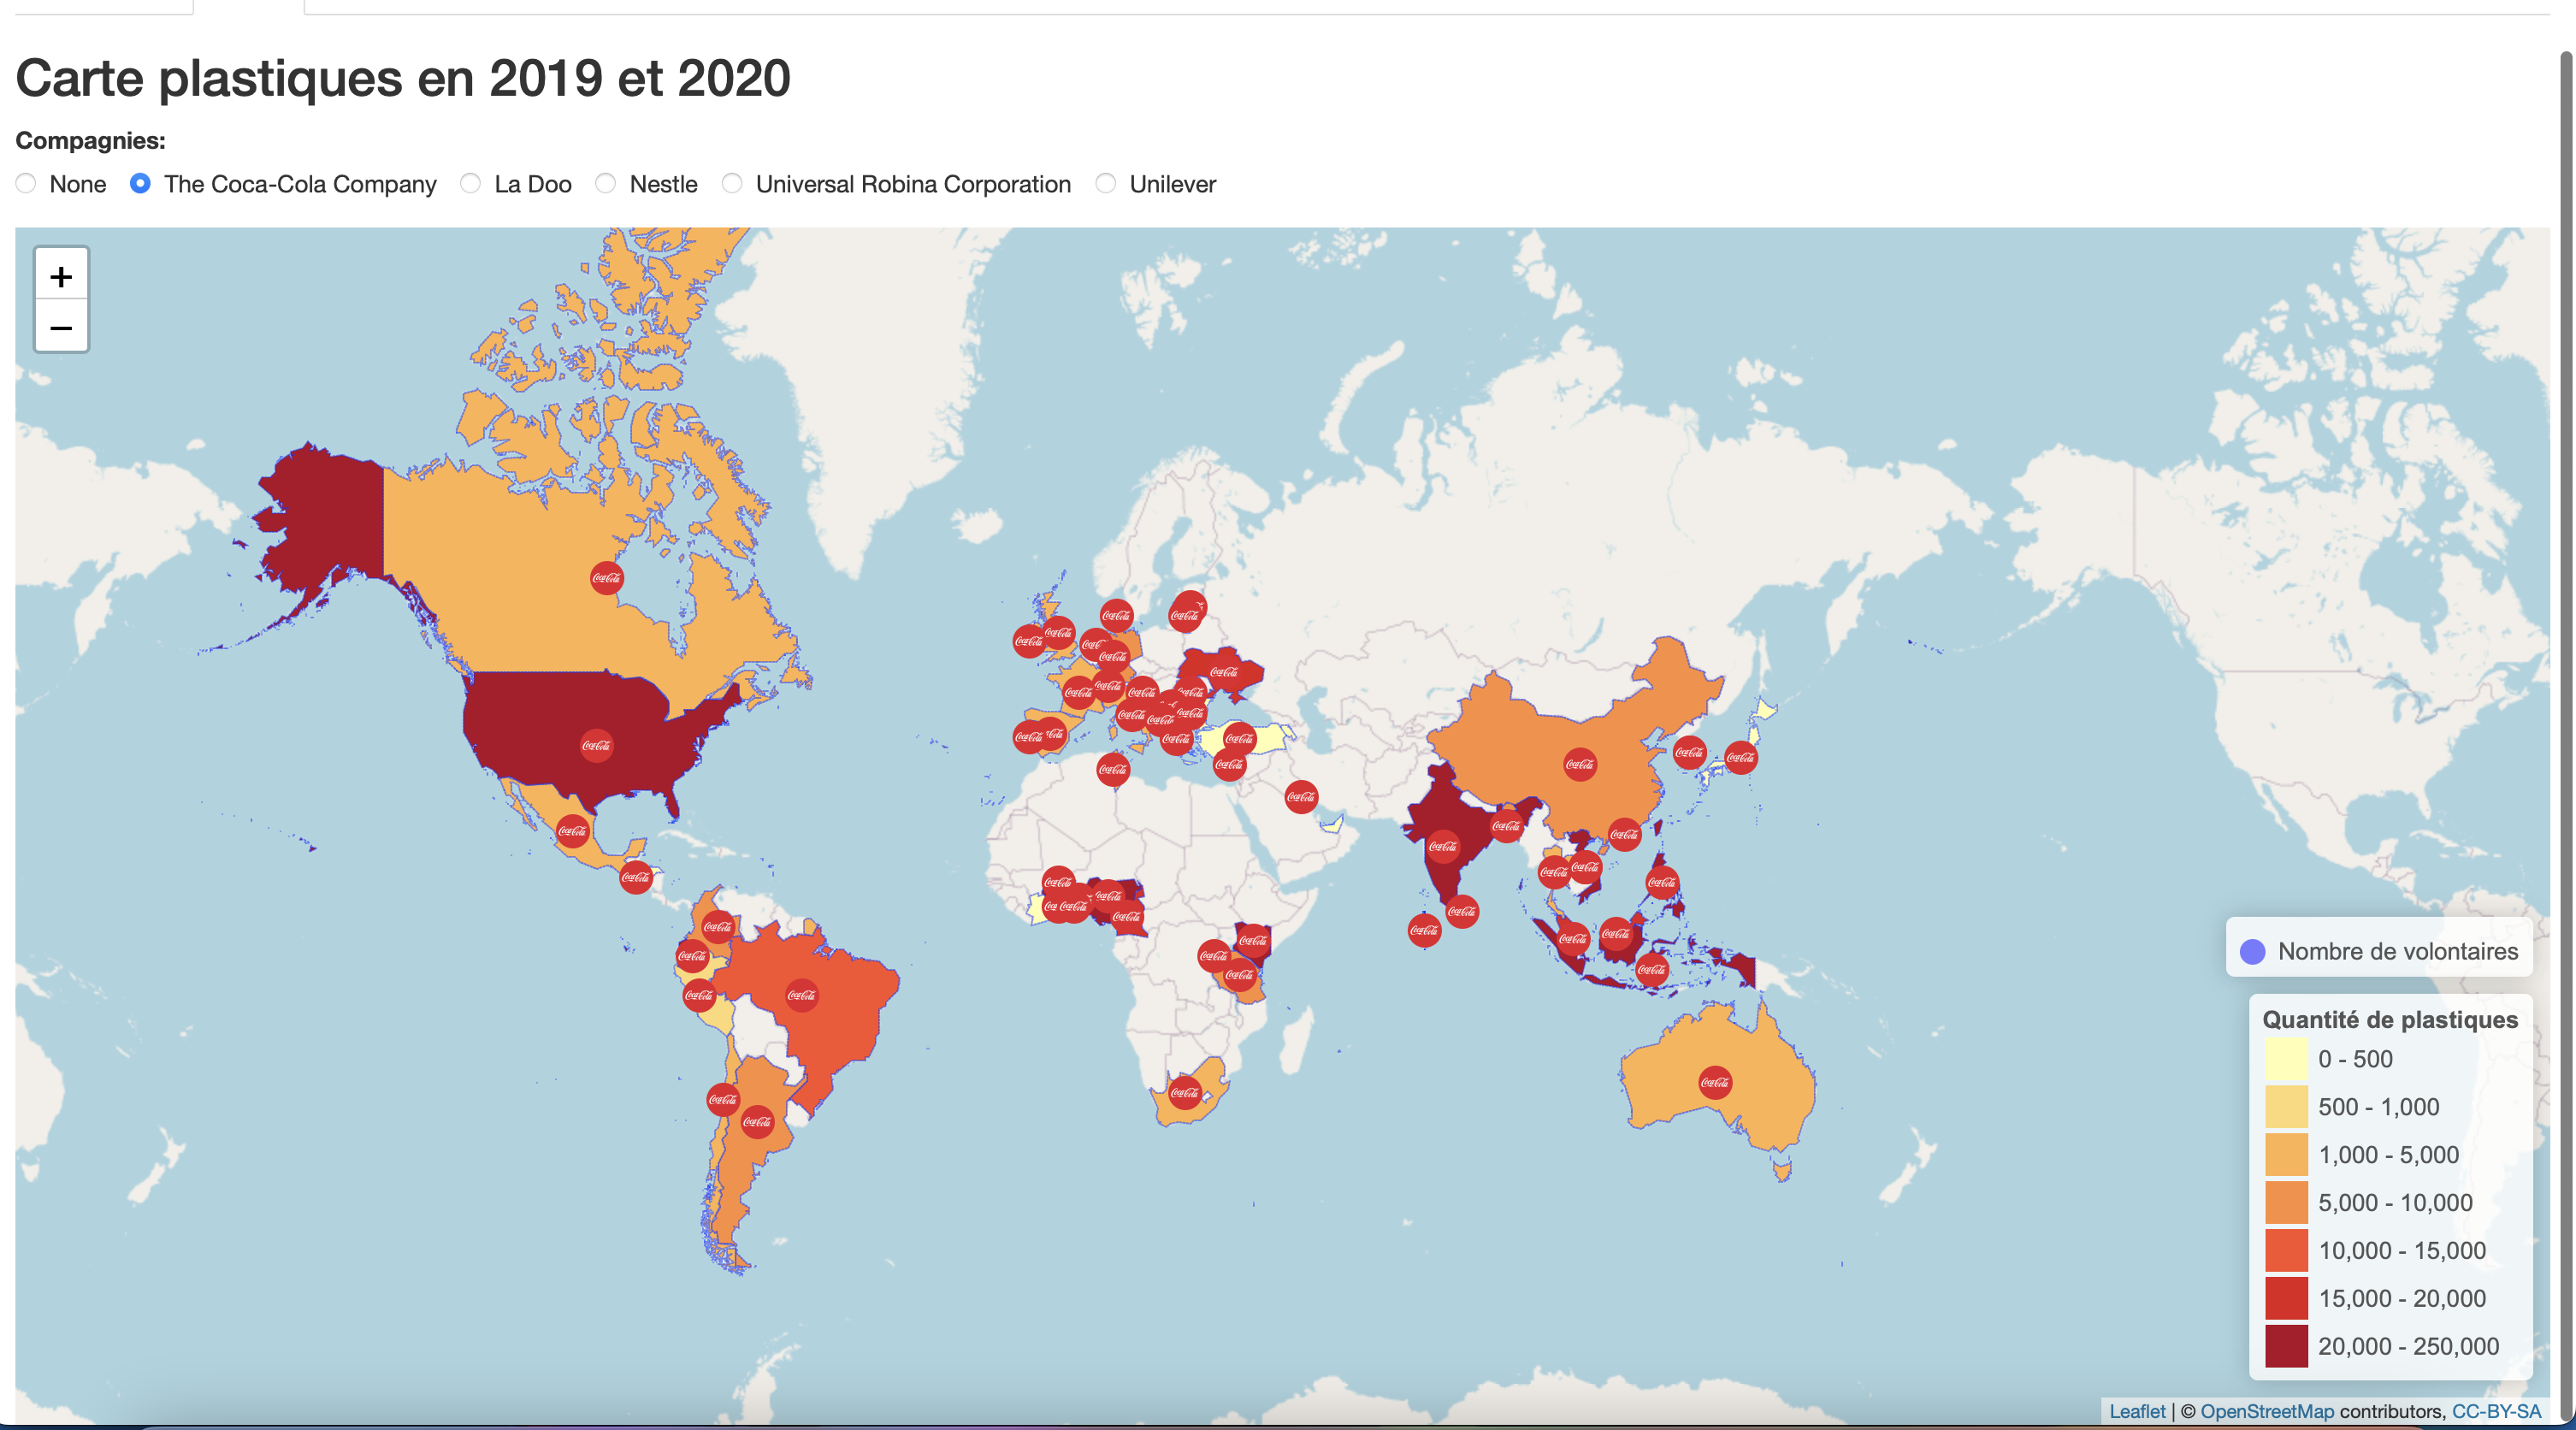 Carte plastiques en 2019 et 2020
Compagnies:
None The Coca-Cola Company La Doo Nestle Universal Robina Corporation Unilever
+
−
Coca-Cola
Nombre de volontaires
Quantité de plastiques
0 - 500
500 - 1,000
1,000 - 5,000
5,000 - 10,000
10,000 - 15,000
15,000 - 20,000
20,000 - 250,000
Leaflet | © OpenStreetMap contributors, CC-BY-SA